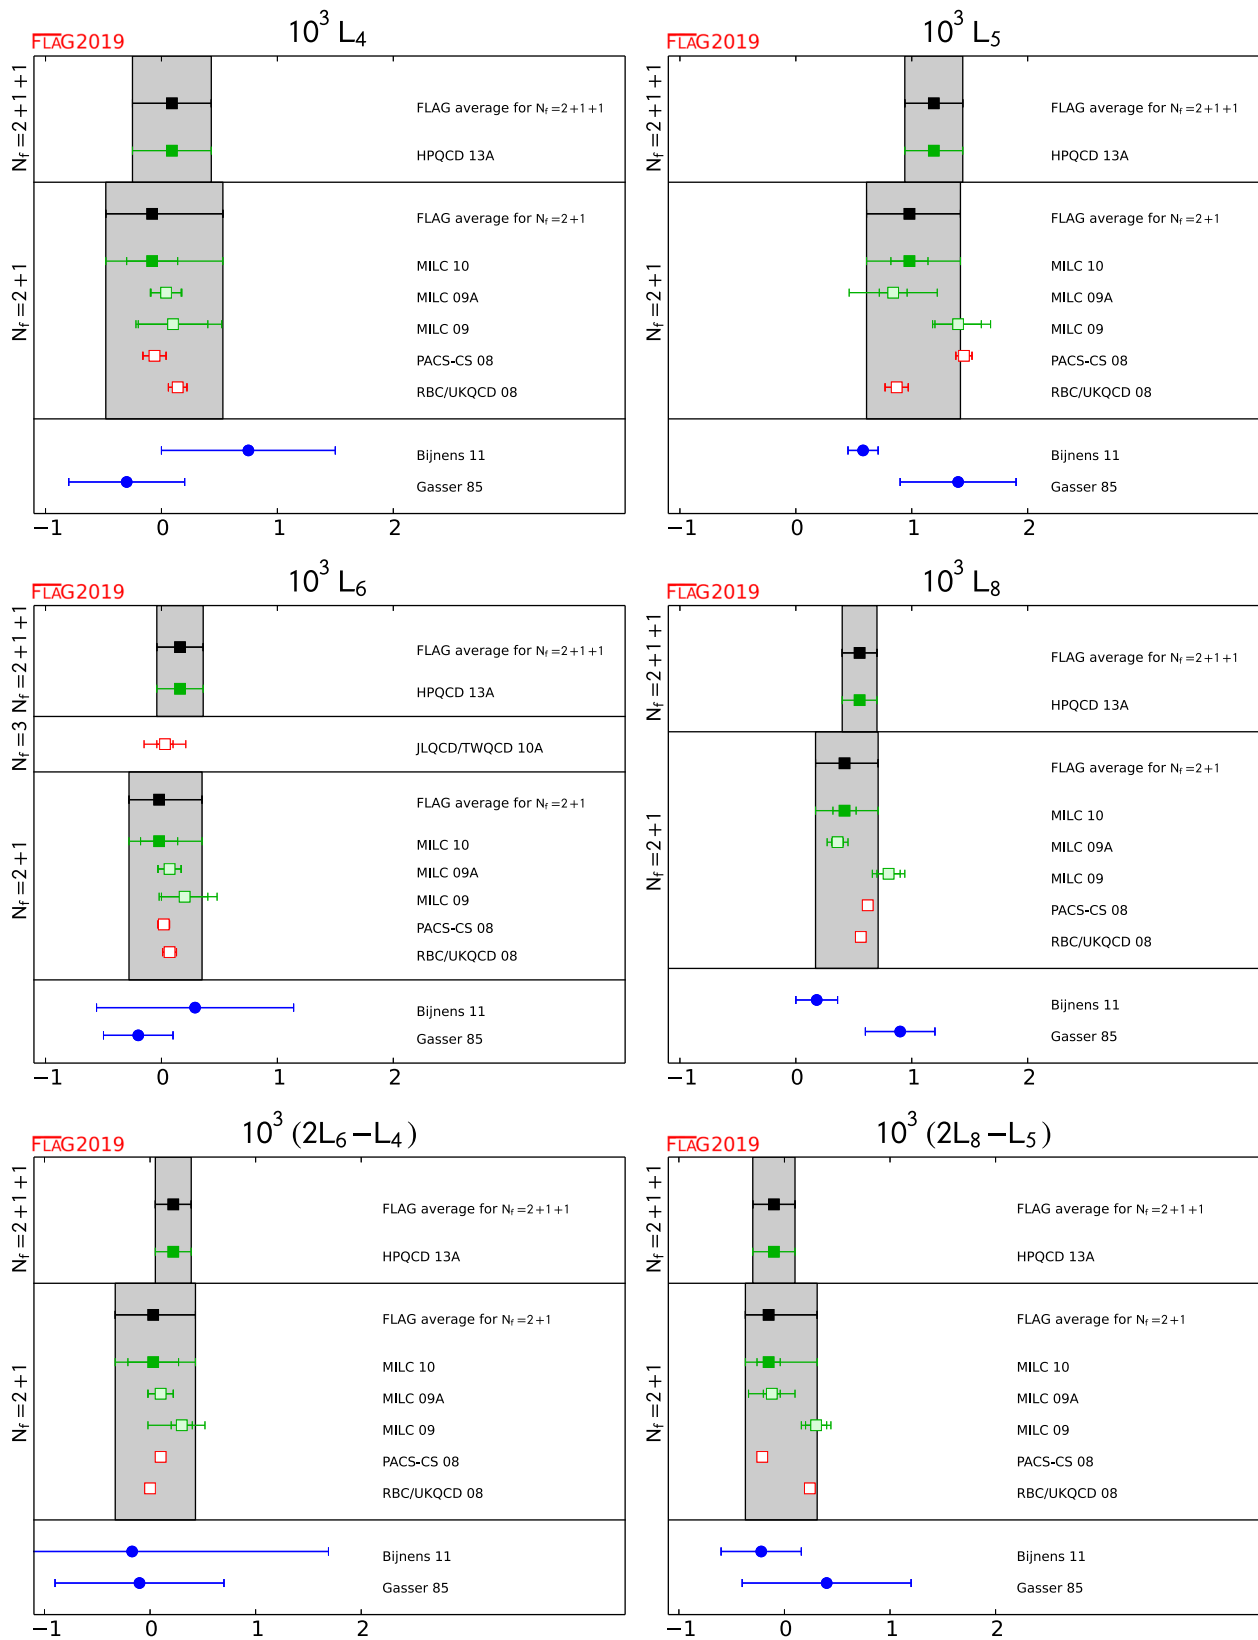 FLAG2019
10³ L₄
N_f = 2+1+1
FLAG average for N_f = 2+1+1
HPQCD 13A
N_f = 2+1
FLAG average for N_f = 2+1
MILC 10
MILC 09A
MILC 09
PACS-CS 08
RBC/UKQCD 08
Bijnens 11
Gasser 85
−1 0 1 2
FLAG2019
10³ L₅
N_f = 2+1+1
FLAG average for N_f = 2+1+1
HPQCD 13A
N_f = 2+1
FLAG average for N_f = 2+1
MILC 10
MILC 09A
MILC 09
PACS-CS 08
RBC/UKQCD 08
Bijnens 11
Gasser 85
−1 0 1 2
FLAG2019
10³ L₆
N_f = 2+1+1
FLAG average for N_f = 2+1+1
HPQCD 13A
N_f = 3
JLQCD/TWQCD 10A
N_f = 2+1
FLAG average for N_f = 2+1
MILC 10
MILC 09A
MILC 09
PACS-CS 08
RBC/UKQCD 08
Bijnens 11
Gasser 85
−1 0 1 2
FLAG2019
10³ L₈
N_f = 2+1+1
FLAG average for N_f = 2+1+1
HPQCD 13A
N_f = 2+1
FLAG average for N_f = 2+1
MILC 10
MILC 09A
MILC 09
PACS-CS 08
RBC/UKQCD 08
Bijnens 11
Gasser 85
−1 0 1 2
FLAG2019
10³ (2L₆−L₄)
N_f = 2+1+1
FLAG average for N_f = 2+1+1
HPQCD 13A
N_f = 2+1
FLAG average for N_f = 2+1
MILC 10
MILC 09A
MILC 09
PACS-CS 08
RBC/UKQCD 08
Bijnens 11
Gasser 85
−1 0 1 2
FLAG2019
10³ (2L₈−L₅)
N_f = 2+1+1
FLAG average for N_f = 2+1+1
HPQCD 13A
N_f = 2+1
FLAG average for N_f = 2+1
MILC 10
MILC 09A
MILC 09
PACS-CS 08
RBC/UKQCD 08
Bijnens 11
Gasser 85
−1 0 1 2